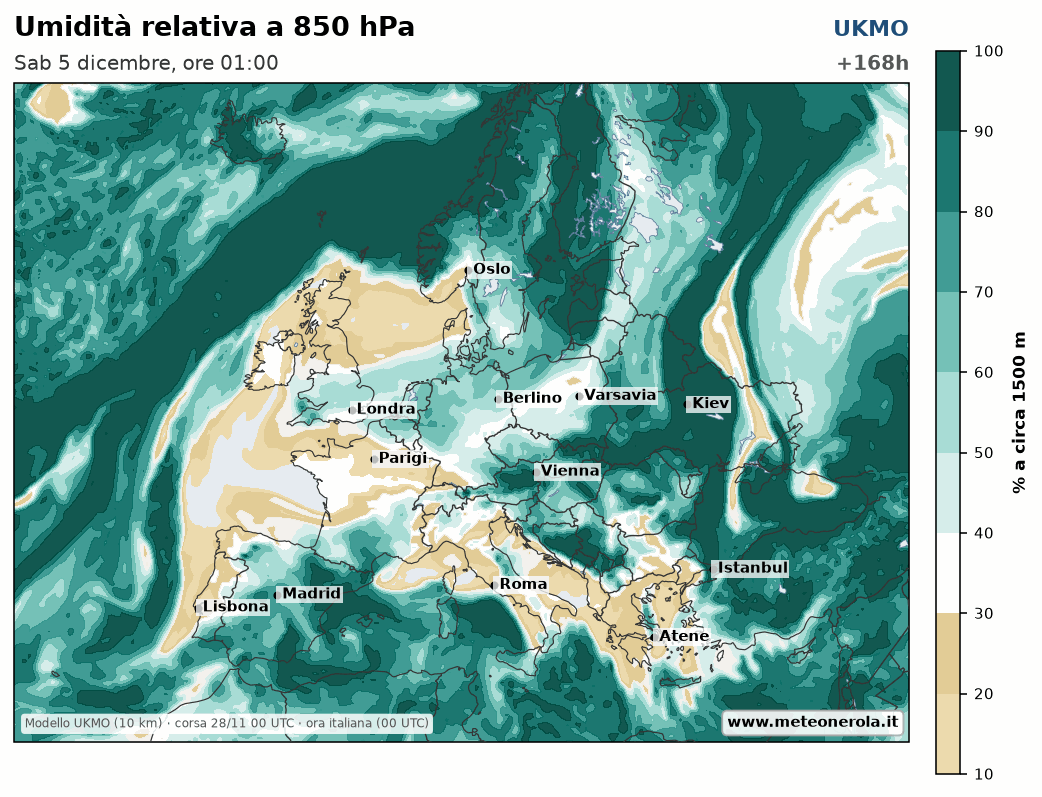 Umidità relativa a 850 hPa
UKMO
Sab 5 dicembre, ore 01:00
+168h
100
90
80
70
60
50
40
30
20
10
% a circa 1500 m
Oslo
Londra
Berlino
Varsavia
Kiev
Parigi
Vienna
Istanbul
Roma
Madrid
Lisbona
Atene
Modello UKMO (10 km) · corsa 28/11 00 UTC · ora italiana (00 UTC)
www.meteonerola.it